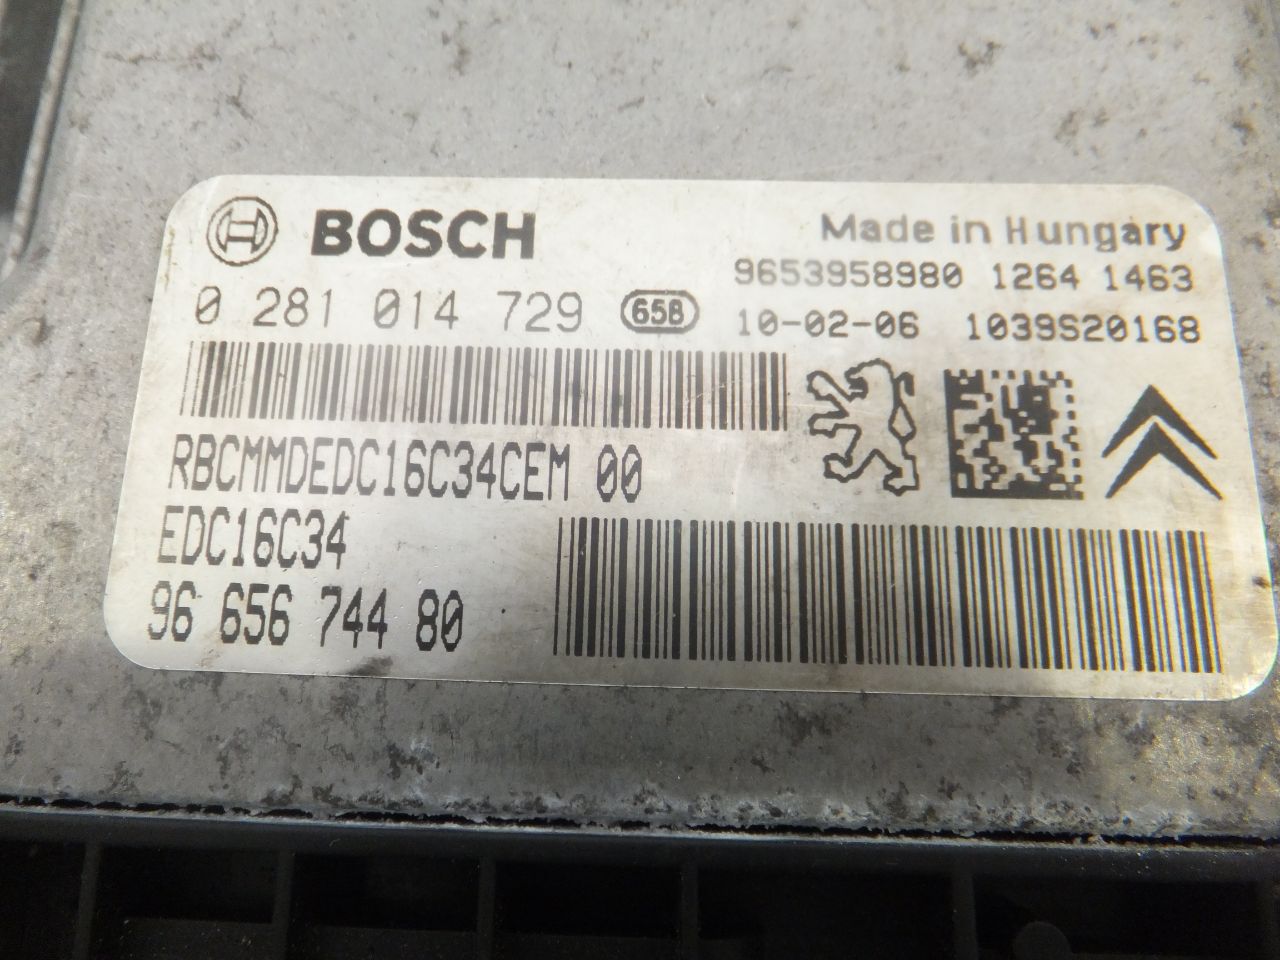 BOSCH
Made in Hungary
9653958980 1264 1463
0 281 014 729 65B 10-02-06 1039S20168
RBCMMDEDC16C34CEM 00
EDC16C34
96 656 744 80